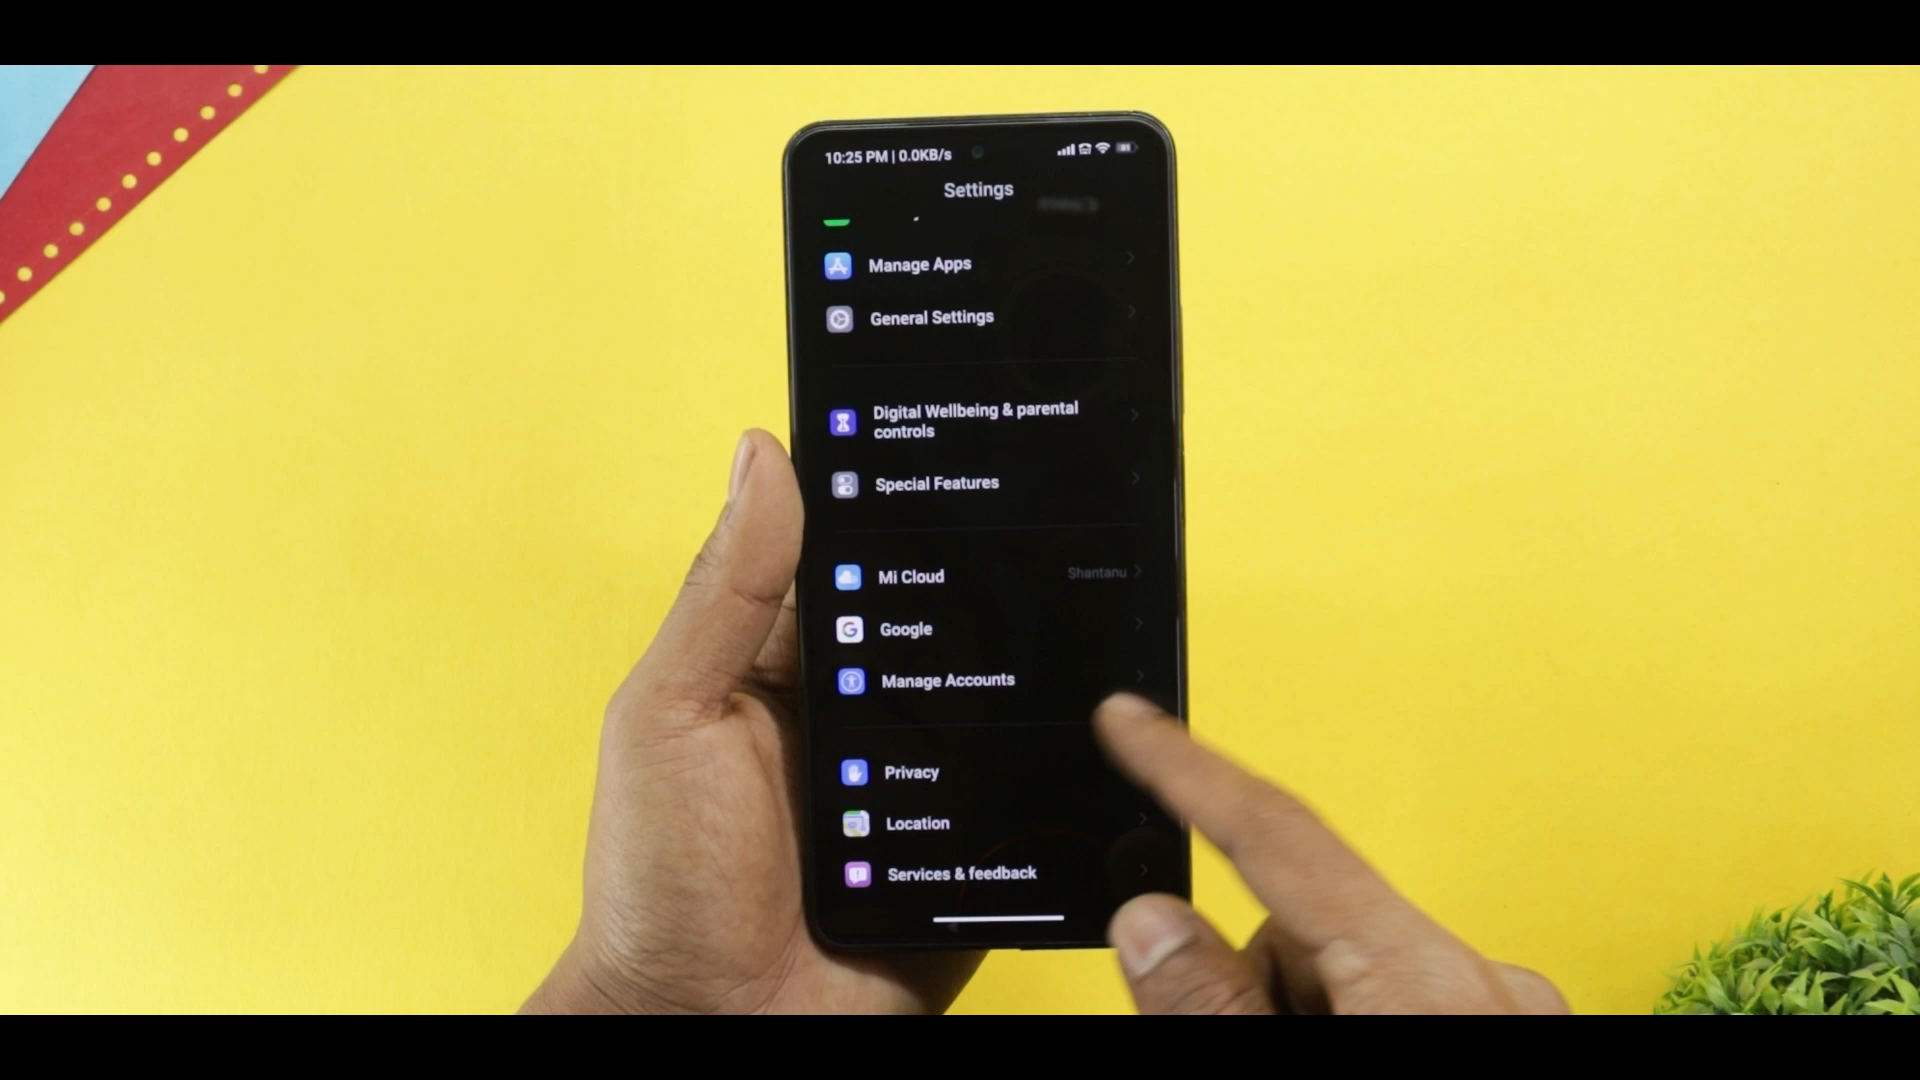 10:25 PM | 0.0KB/s
Settings
Manage Apps
General Settings
Digital Wellbeing & parental
controls
Special Features
Mi Cloud
Shantanu
Google
Manage Accounts
Privacy
Location
Services & feedback